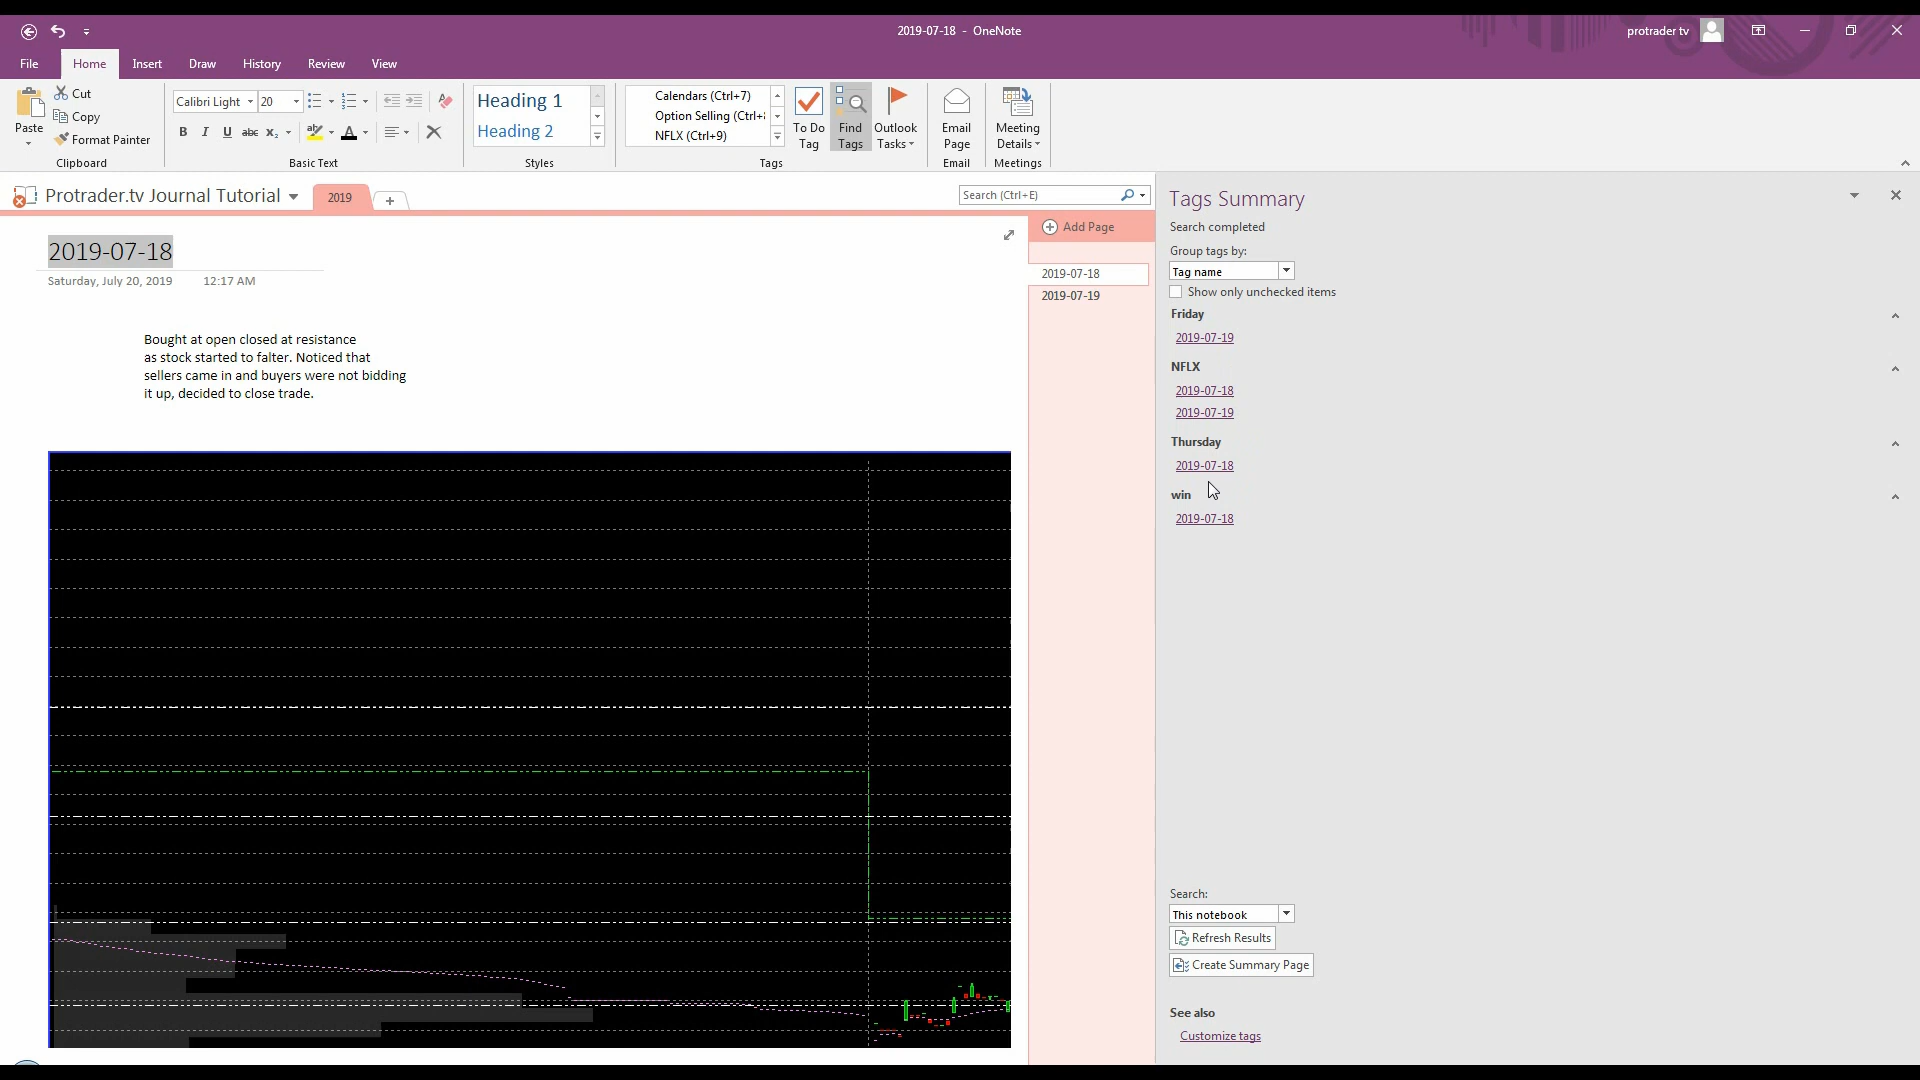 2019-07-18 - OneNote
protrader tv
File
Home
Insert
Draw
History
Review
View
Paste
Cut
Copy
Format Painter
Clipboard
Calibri Light
20
B I U abc X₂
A
Basic Text
Heading 1
Heading 2
Styles
Calendars (Ctrl+7)
Option Selling (Ctrl+
NFLX (Ctrl+9)
To Do
Tag
Find
Tags
Outlook
Tasks
Tags
Email
Page
Email
Meeting
Details
Meetings
Protrader.tv Journal Tutorial
2019
+
Search (Ctrl+E)
Add Page
2019-07-18
2019-07-19
2019-07-18
Saturday, July 20, 2019
12:17 AM
Bought at open closed at resistance
as stock started to falter. Noticed that
sellers came in and buyers were not bidding
it up, decided to close trade.
Tags Summary
Search completed
Group tags by:
Tag name
Show only unchecked items
Friday
2019-07-19
NFLX
2019-07-18
2019-07-19
Thursday
2019-07-18
win
2019-07-18
Search:
This notebook
Refresh Results
Create Summary Page
See also
Customize tags